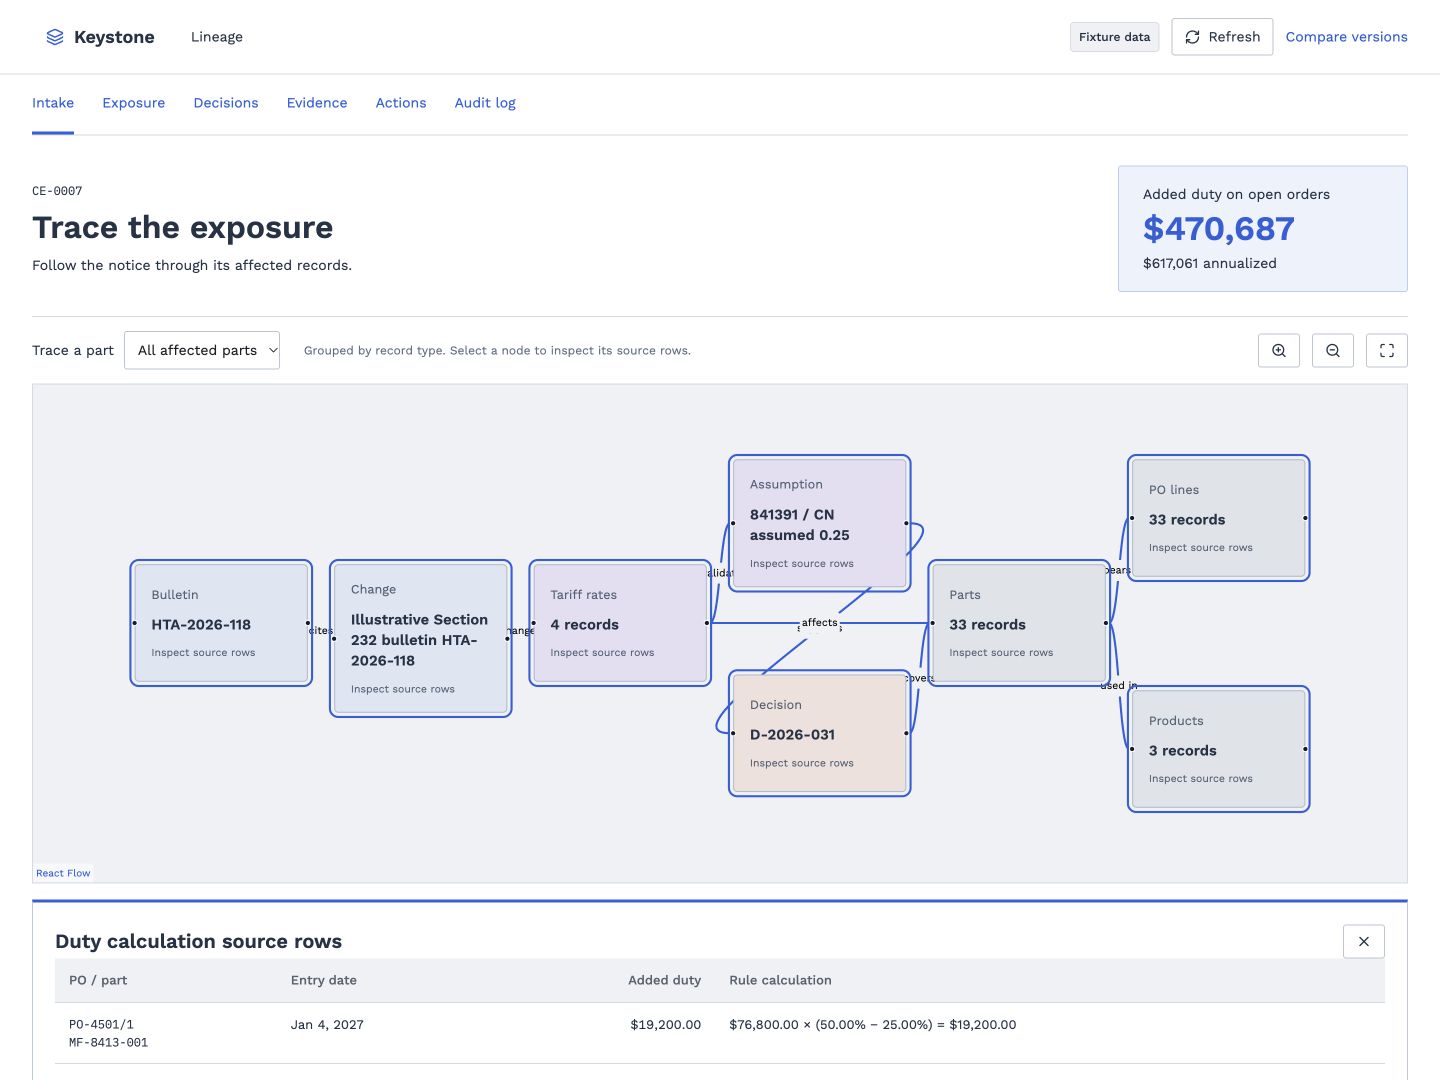 Keystone
Lineage
Fixture data
Refresh
Compare versions
Intake
Exposure
Decisions
Evidence
Actions
Audit log
CE-0007
Trace the exposure
Follow the notice through its affected records.
Added duty on open orders
$470,687
$617,061 annualized
Trace a part
All affected parts
Grouped by record type. Select a node to inspect its source rows.
Bulletin
HTA-2026-118
Inspect source rows
cites
Change
Illustrative Section
232 bulletin HTA-
2026-118
Inspect source rows
Tariff rates
4 records
Inspect source rows
Assumption
841391 / CN
assumed 0.25
Inspect source rows
affects
Decision
D-2026-031
Inspect source rows
covers
Parts
33 records
Inspect source rows
used in
PO lines
33 records
Inspect source rows
Products
3 records
Inspect source rows
React Flow
Duty calculation source rows
PO / part
Entry date
Added duty
Rule calculation
PO-4501/1
MF-8413-001
Jan 4, 2027
$19,200.00
$76,800.00 × (50.00% − 25.00%) = $19,200.00